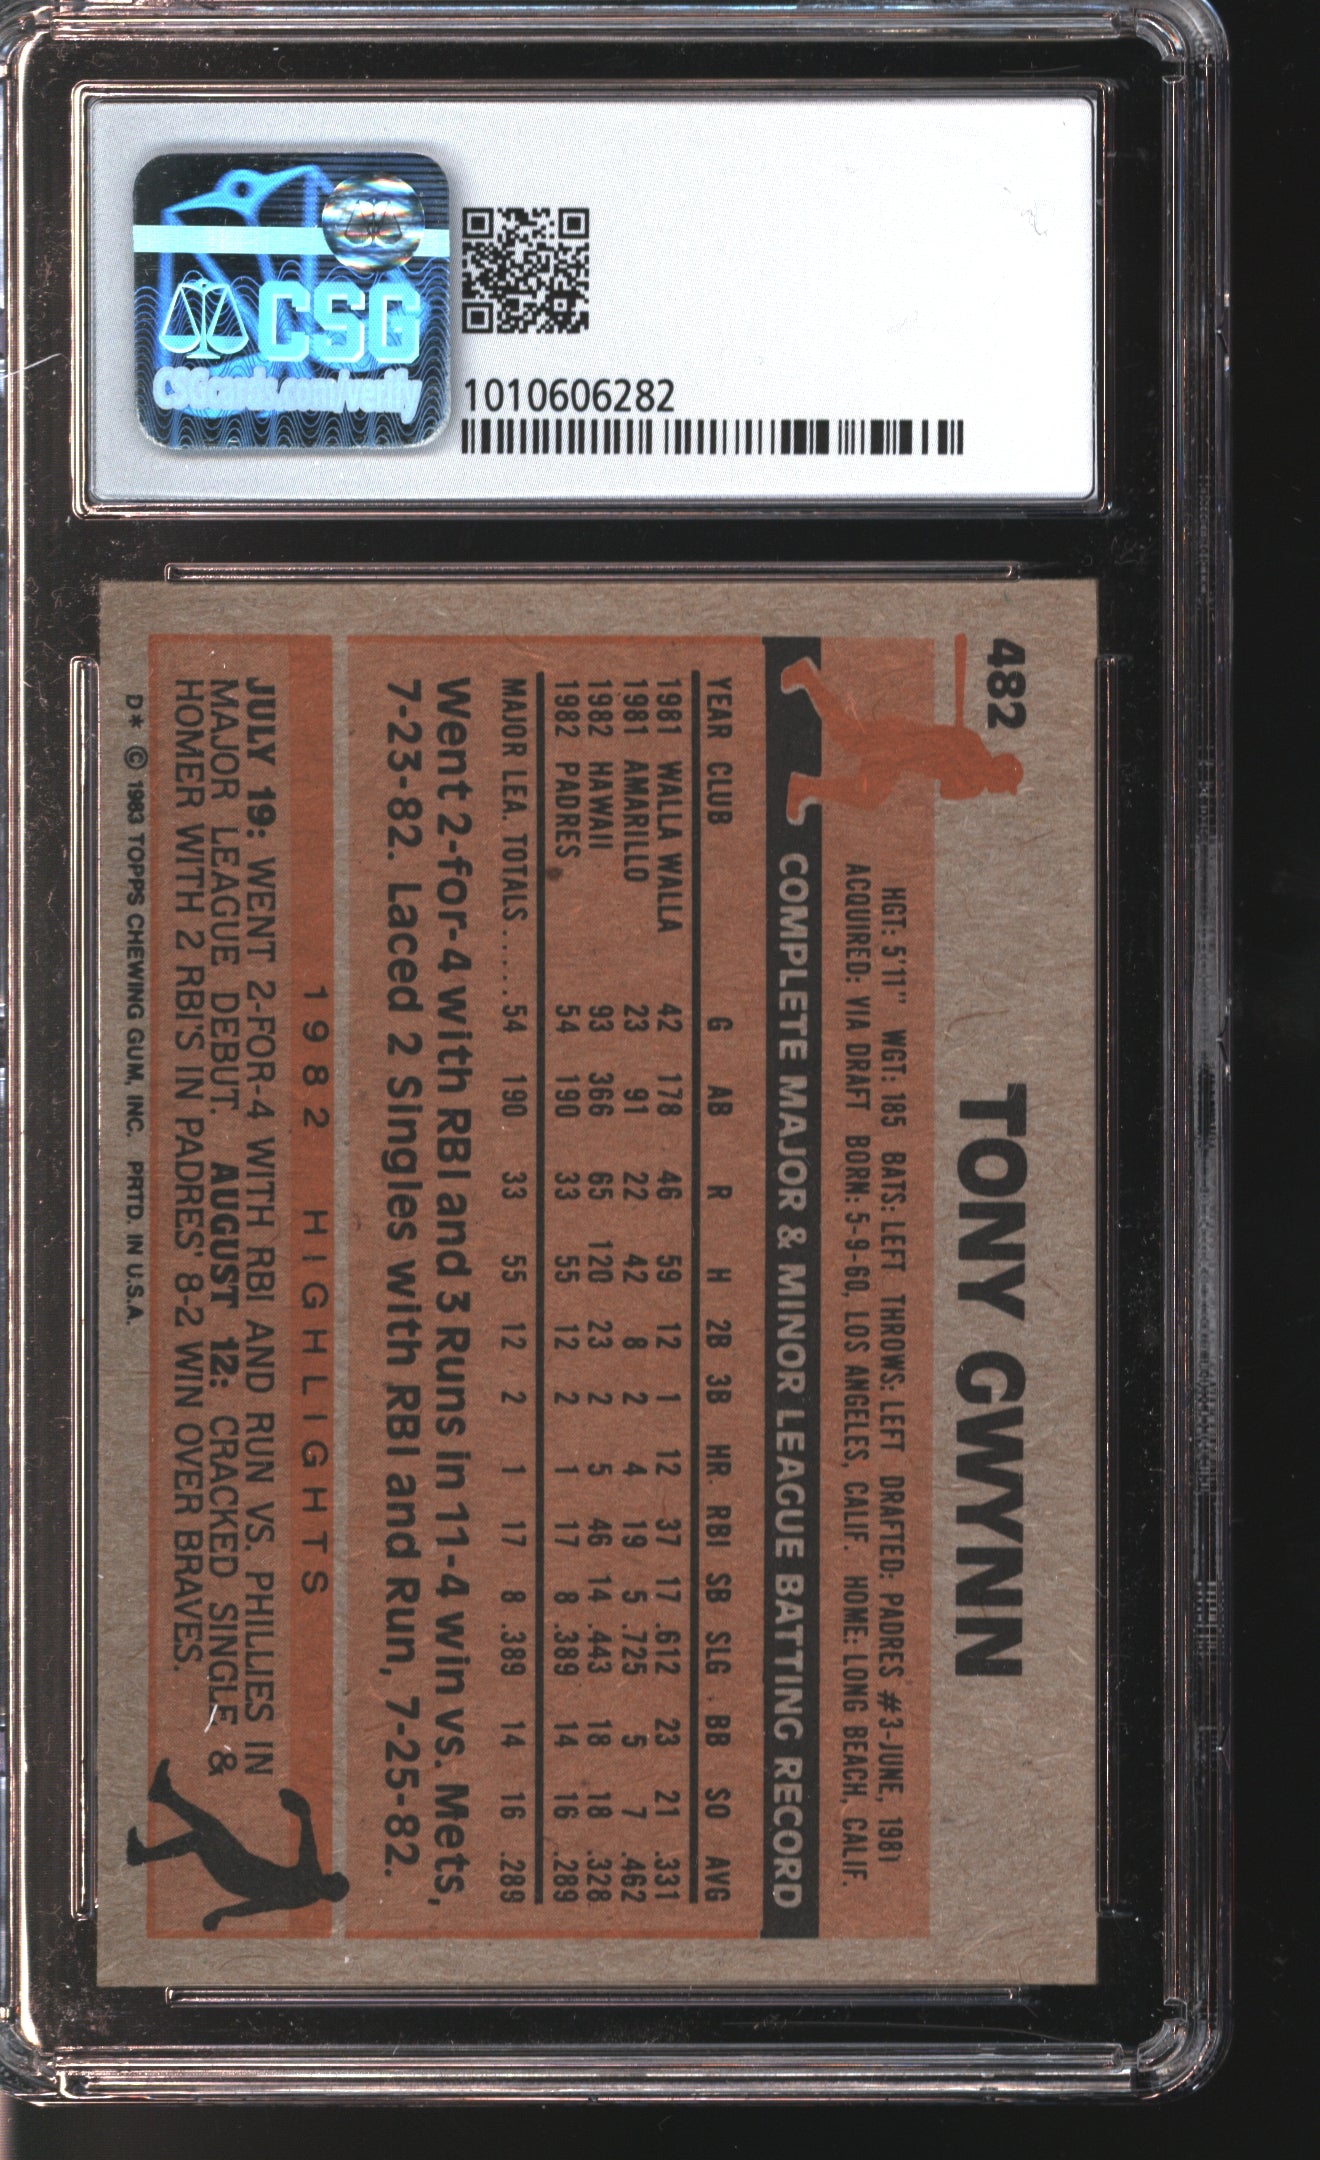 CSG
CSGcards.com/verify
1010606282
482
TONY GWYNN
HGT: 5'11" WGT: 185 BATS: LEFT THROWS: LEFT DRAFTED: PADRES #3-JUNE, 1981
ACQUIRED: VIA DRAFT BORN: 5-9-60, LOS ANGELES, CALIF. HOME: LONG BEACH, CALIF.
COMPLETE MAJOR & MINOR LEAGUE BATTING RECORD
YEAR CLUB G AB R H 2B 3B HR RBI SB SLG. BB SO AVG
1981 WALLA WALLA 42 178 46 59 12 1 12 37 17 .612 23 21 .331
1981 AMARILLO 23 91 22 42 8 2 4 19 5 .725 5 7 .462
1982 HAWAII 93 366 65 120 23 2 5 46 14 .443 18 18 .328
1982 PADRES 54 190 33 55 12 2 1 17 8 .389 14 16 .289
MAJOR LEA. TOTALS.....54 190 33 55 12 2 1 17 8 .389 14 16 .289
Went 2-for-4 with RBI and 3 Runs in 11-4 win vs. Mets,
7-23-82. Laced 2 Singles with RBI and Run, 7-25-82.
1982 HIGHLIGHTS
JULY 19: WENT 2-FOR-4 WITH RBI AND RUN VS. PHILLIES IN
MAJOR LEAGUE DEBUT. AUGUST 12: CRACKED SINGLE &
HOMER WITH 2 RBI'S IN PADRES' 8-2 WIN OVER BRAVES.
D* © 1983 TOPPS CHEWING GUM, INC. PRTD. IN U.S.A.